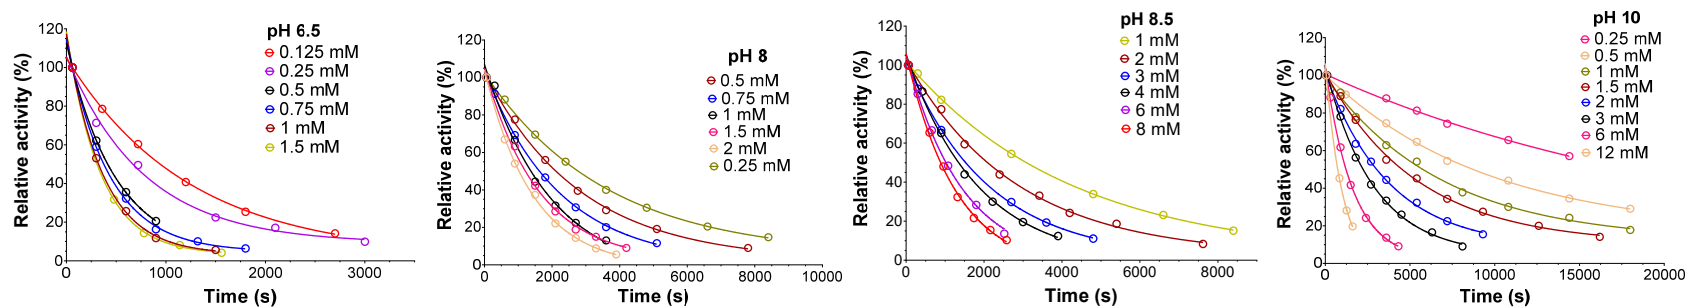 pH 6.5
0.125 mM
0.25 mM
0.5 mM
0.75 mM
1 mM
1.5 mM
Relative activity (%)
120
100
80
60
40
20
0
0 1000 2000 3000
Time (s)
pH 8
0.5 mM
0.75 mM
1 mM
1.5 mM
2 mM
0.25 mM
Relative activity (%)
120
100
80
60
40
20
0
0 2000 4000 6000 8000 10000
Time (s)
pH 8.5
1 mM
2 mM
3 mM
4 mM
6 mM
8 mM
Relative activity (%)
120
100
80
60
40
20
0
0 2000 4000 6000 8000
Time (s)
pH 10
0.25 mM
0.5 mM
1 mM
1.5 mM
2 mM
3 mM
6 mM
12 mM
Relative activity (%)
120
100
80
60
40
20
0
0 5000 10000 15000 20000
Time (s)